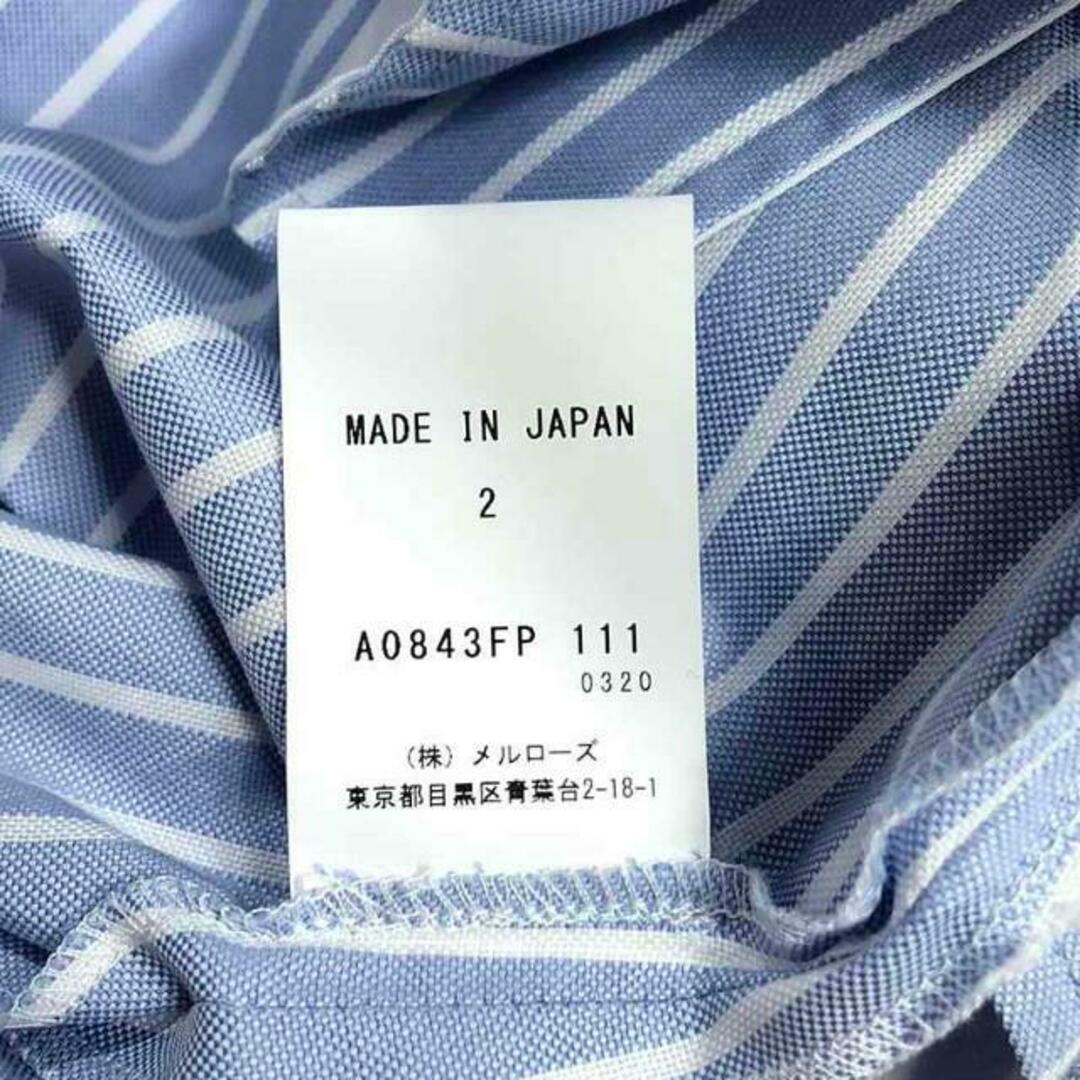 MADE IN JAPAN
2
A0843FP 111
0320
(株) メルローズ
東京都目黒区青葉台2-18-1